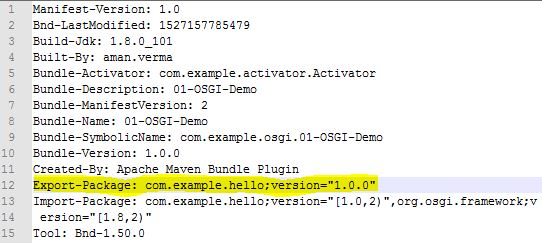 1 Manifest-Version: 1.0
2 Bnd-LastModified: 1527157785479
3 Build-Jdk: 1.8.0_101
4 Built-By: aman.verma
5 Bundle-Activator: com.example.activator.Activator
6 Bundle-Description: 01-OSGI-Demo
7 Bundle-ManifestVersion: 2
8 Bundle-Name: 01-OSGI-Demo
9 Bundle-SymbolicName: com.example.osgi.01-OSGI-Demo
10 Bundle-Version: 1.0.0
11 Created-By: Apache Maven Bundle Plugin
12 Export-Package: com.example.hello;version="1.0.0"
13 Import-Package: com.example.hello;version="[1.0,2)",org.osgi.framework;v
14  ersion="[1.8,2)"
15 Tool: Bnd-1.50.0